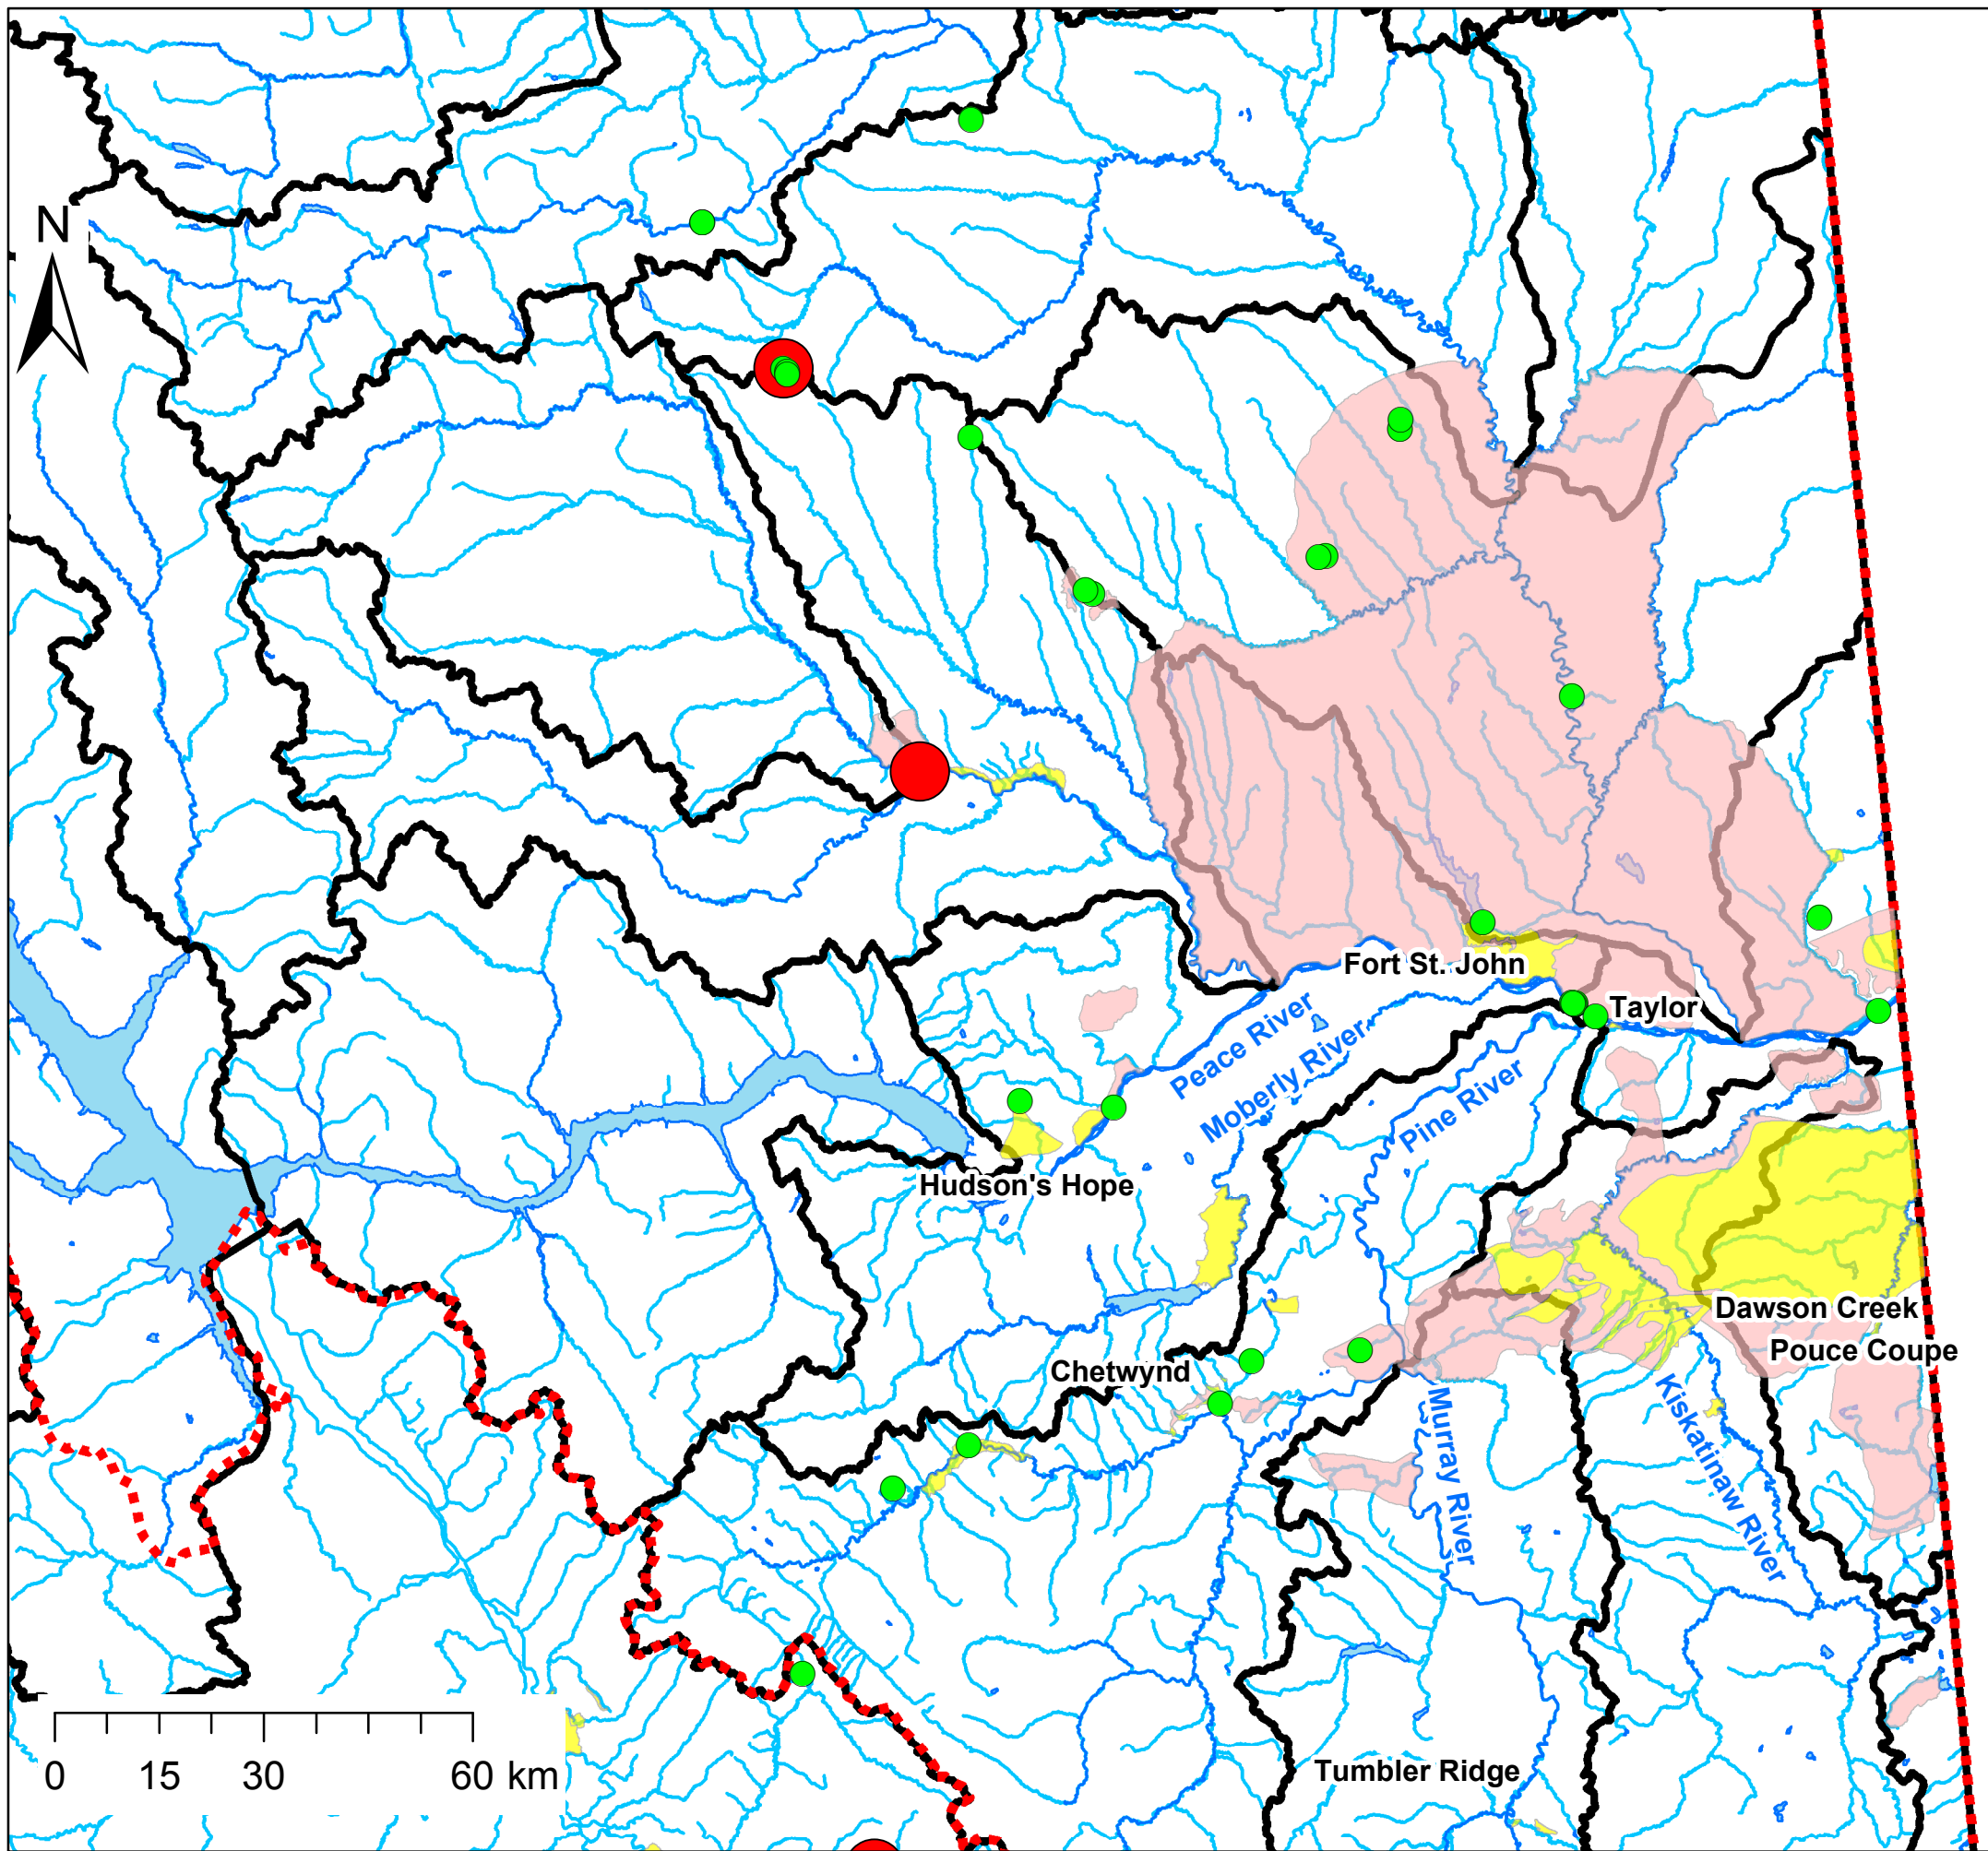 N
Fort St. John
Taylor
Peace River
Moberly River
Pine River
Hudson's Hope
Dawson Creek
Pouce Coupe
Chetwynd
Murray River
Kiskatinaw River
Tumbler Ridge
0 15 30 60 km